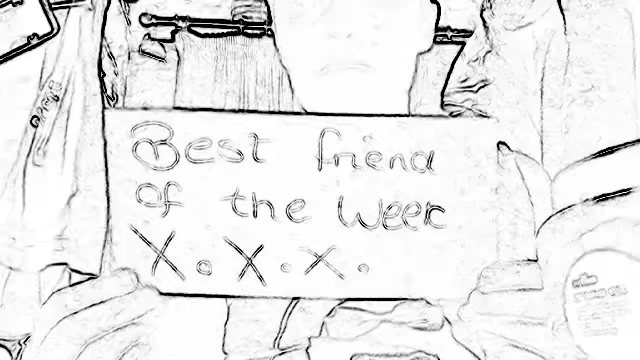 Best friend
of the week
X.o X.o X.o